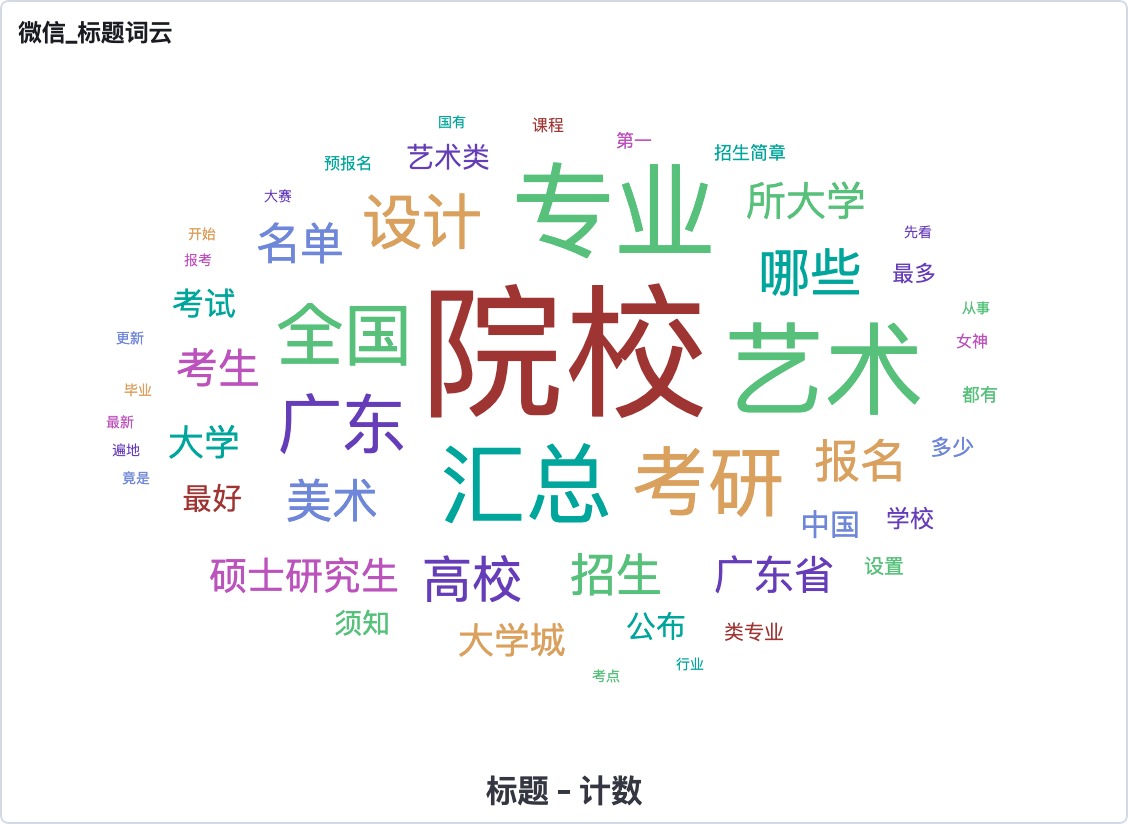 微信_标题词云
国有
课程
第一
招生简章
预报名
艺术类
专业
所大学
大赛
设计
开始
名单
先看
报考
哪些
最多
考试
全国
院校
艺术
从事
更新
女神
考生
毕业
都有
最新
广东
大学
遍地
汇总
考研
报名
多少
竟是
最好
美术
中国
学校
硕士研究生
高校
招生
广东省
设置
须知
大学城
公布
类专业
行业
考点
标题 – 计数